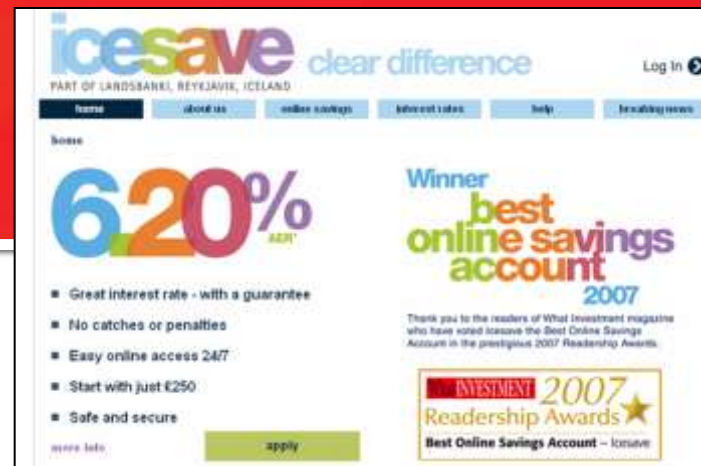 icesave clear difference
Log In
PART OF LANDSBANKI, REYKJAVIK, ICELAND
home about us online savings interest rates help breaking news
home
6.20%
AER*
Great interest rate - with a guarantee
No catches or penalties
Easy online access 24/7
Start with just £250
Safe and secure
more info
apply
Winner
best
online savings
account
2007
Thank you to the readers of What Investment magazine
who have voted Icesave the Best Online Savings
Account in the prestigious 2007 Readership Awards.
What INVESTMENT 2007
Readership Awards
Best Online Savings Account – Icesave